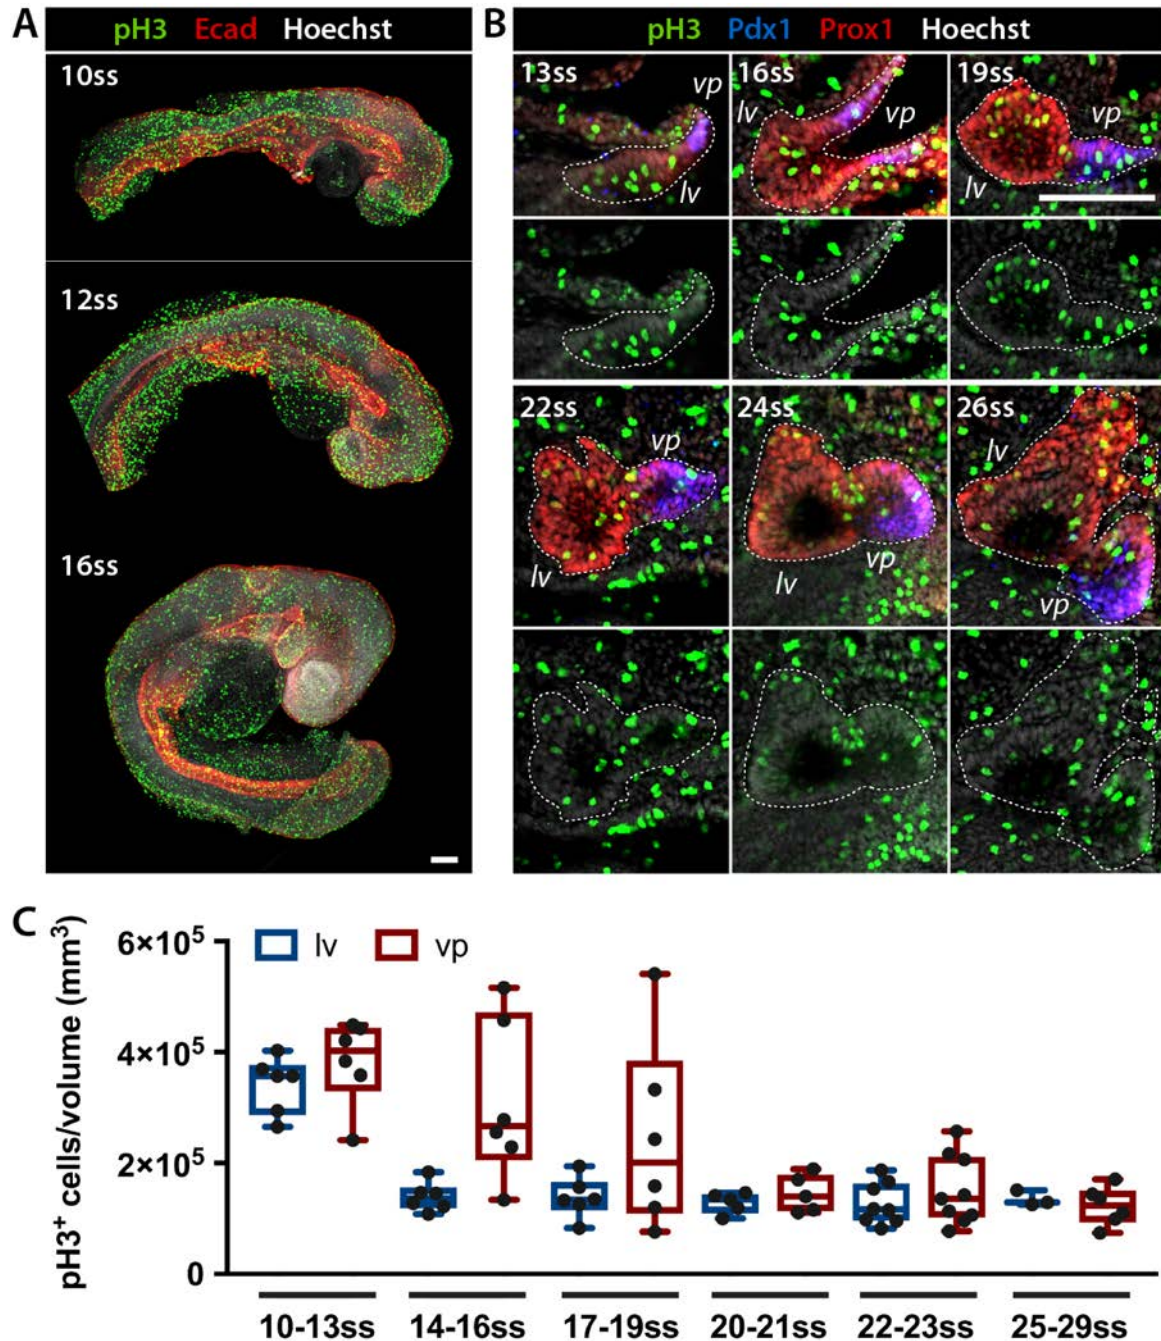 A
pH3 Ecad Hoechst
10ss
12ss
16ss
B
pH3 Pdx1 Prox1 Hoechst
13ss
vp
lv
16ss
lv
vp
19ss
vp
lv
22ss
vp
lv
24ss
vp
lv
26ss
lv
vp
C
pH3⁺ cells/volume (mm³)
lv vp
6×10⁵
4×10⁵
2×10⁵
0
10-13ss 14-16ss 17-19ss 20-21ss 22-23ss 25-29ss